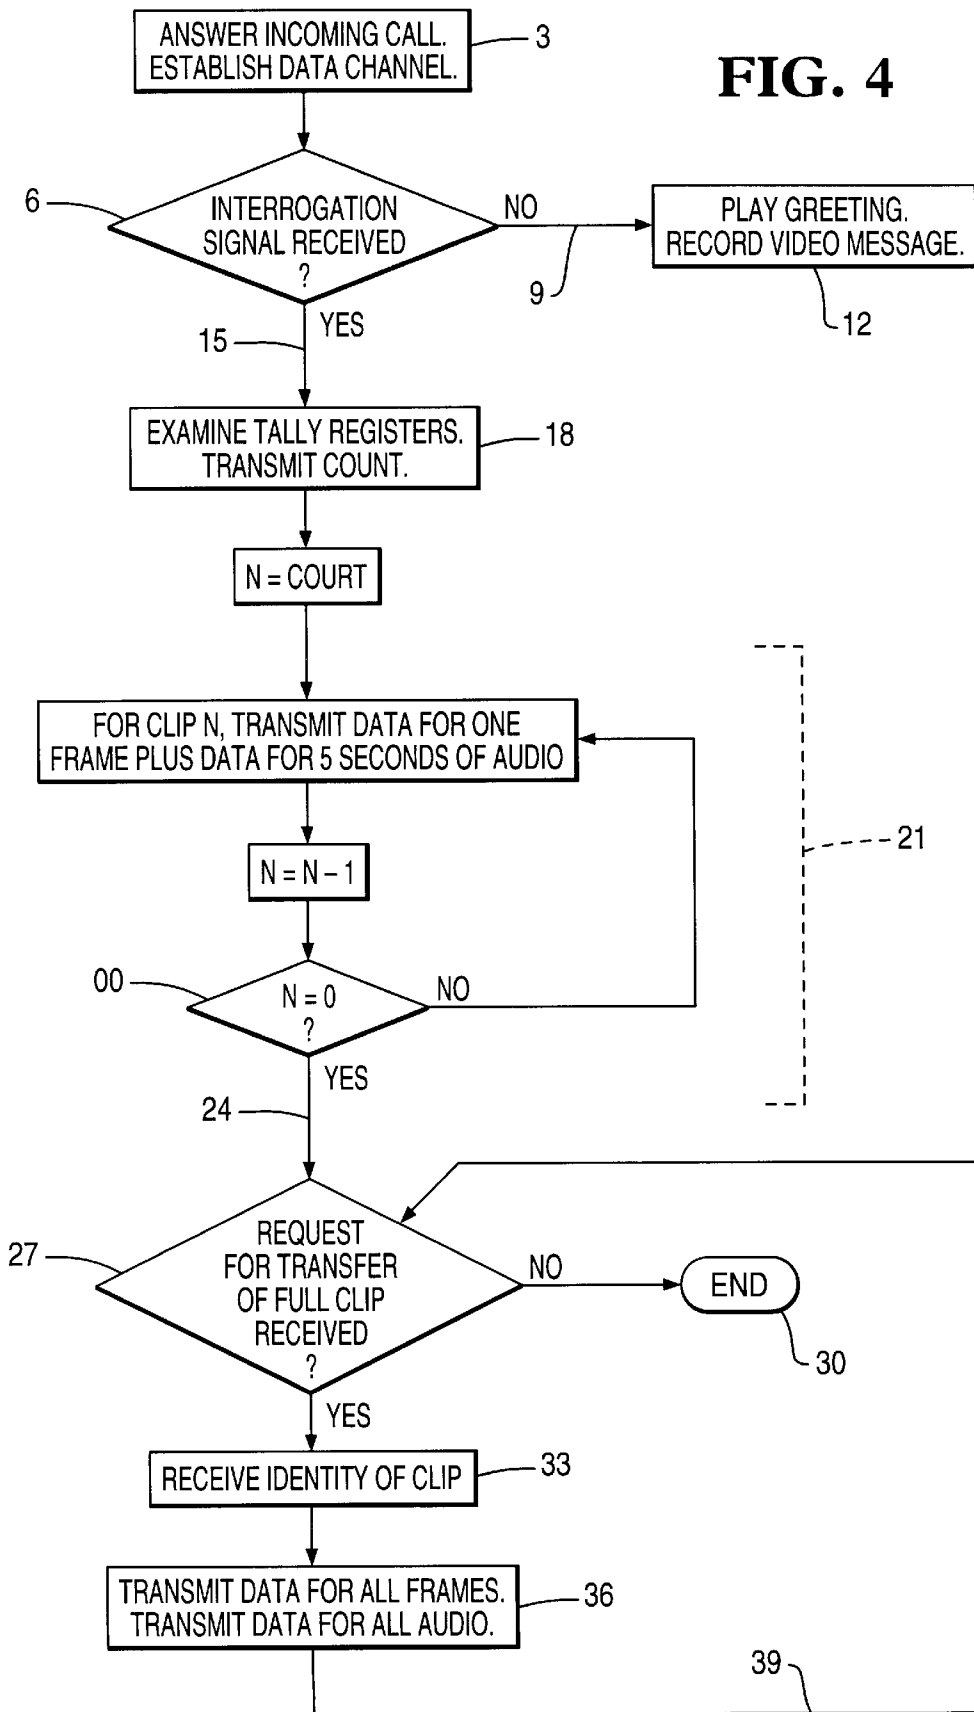 ANSWER INCOMING CALL.
ESTABLISH DATA CHANNEL.
3
FIG. 4
6
INTERROGATION
SIGNAL RECEIVED
?
NO
9
PLAY GREETING.
RECORD VIDEO MESSAGE.
12
YES
15
EXAMINE TALLY REGISTERS.
TRANSMIT COUNT.
18
N = COURT
FOR CLIP N, TRANSMIT DATA FOR ONE
FRAME PLUS DATA FOR 5 SECONDS OF AUDIO
21
N = N – 1
00
N = 0
?
NO
YES
24
27
REQUEST
FOR TRANSFER
OF FULL CLIP
RECEIVED
?
NO
END
30
YES
RECEIVE IDENTITY OF CLIP
33
TRANSMIT DATA FOR ALL FRAMES.
TRANSMIT DATA FOR ALL AUDIO.
36
39